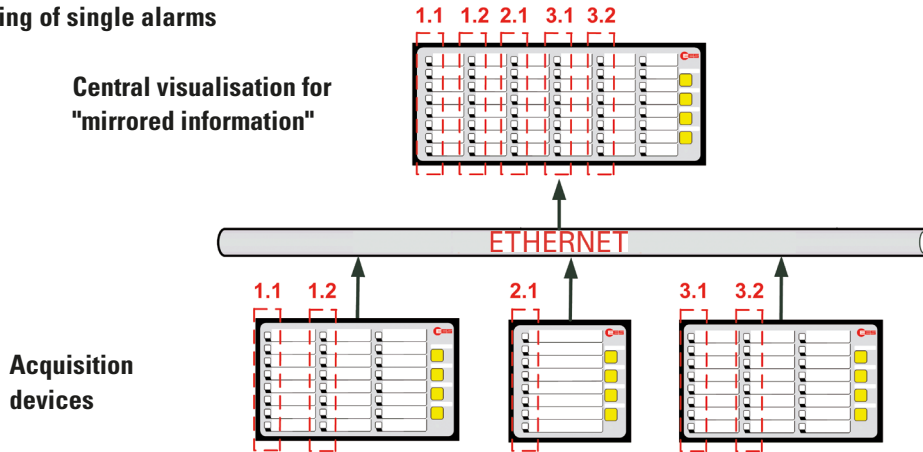 ing of single alarms
1.1 1.2 2.1 3.1 3.2
Central visualisation for
"mirrored information"
ETHERNET
1.1 1.2 2.1 3.1 3.2
Acquisition
devices